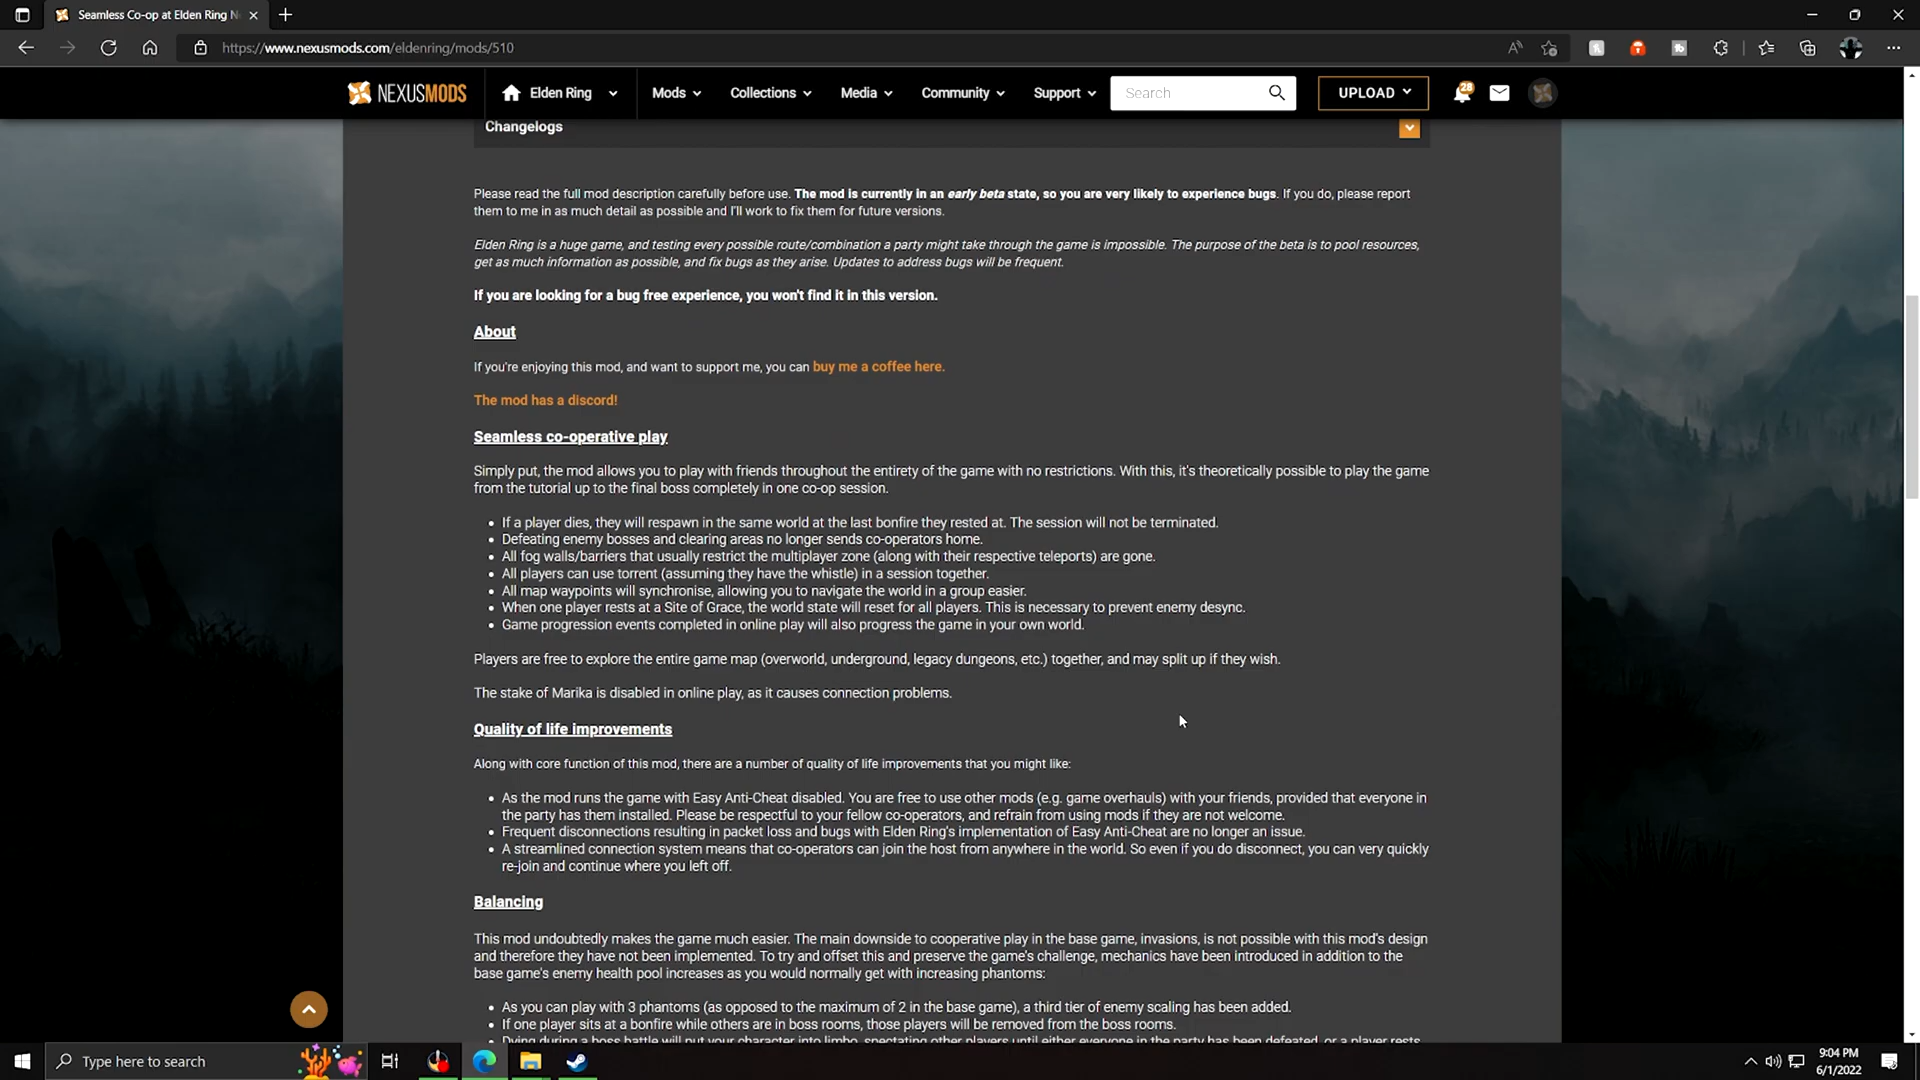 Seamless Co-op at Elden Ring N
https://www.nexusmods.com/eldenring/mods/510
NEXUSMODS Elden Ring Mods Collections Media Community Support Search UPLOAD 28
Changelogs
Please read the full mod description carefully before use. The mod is currently in an early beta state, so you are very likely to experience bugs. If you do, please report
them to me in as much detail as possible and I'll work to fix them for future versions.
Elden Ring is a huge game, and testing every possible route/combination a party might take through the game is impossible. The purpose of the beta is to pool resources,
get as much information as possible, and fix bugs as they arise. Updates to address bugs will be frequent.
If you are looking for a bug free experience, you won't find it in this version.
About
If you're enjoying this mod, and want to support me, you can buy me a coffee here.
The mod has a discord!
Seamless co-operative play
Simply put, the mod allows you to play with friends throughout the entirety of the game with no restrictions. With this, it's theoretically possible to play the game
from the tutorial up to the final boss completely in one co-op session.
• If a player dies, they will respawn in the same world at the last bonfire they rested at. The session will not be terminated.
• Defeating enemy bosses and clearing areas no longer sends co-operators home.
• All fog walls/barriers that usually restrict the multiplayer zone (along with their respective teleports) are gone.
• All players can use torrent (assuming they have the whistle) in a session together.
• All map waypoints will synchronise, allowing you to navigate the world in a group easier.
• When one player rests at a Site of Grace, the world state will reset for all players. This is necessary to prevent enemy desync.
• Game progression events completed in online play will also progress the game in your own world.
Players are free to explore the entire game map (overworld, underground, legacy dungeons, etc.) together, and may split up if they wish.
The stake of Marika is disabled in online play, as it causes connection problems.
Quality of life improvements
Along with core function of this mod, there are a number of quality of life improvements that you might like:
• As the mod runs the game with Easy Anti-Cheat disabled. You are free to use other mods (e.g. game overhauls) with your friends, provided that everyone in
the party has them installed. Please be respectful to your fellow co-operators, and refrain from using mods if they are not welcome.
• Frequent disconnections resulting in packet loss and bugs with Elden Ring's implementation of Easy Anti-Cheat are no longer an issue.
• A streamlined connection system means that co-operators can join the host from anywhere in the world. So even if you do disconnect, you can very quickly
re-join and continue where you left off.
Balancing
This mod undoubtedly makes the game much easier. The main downside to cooperative play in the base game, invasions, is not possible with this mod's design
and therefore they have not been implemented. To try and offset this and preserve the game's challenge, mechanics have been introduced in addition to the
base game's enemy health pool increases as you would normally get with increasing phantoms:
• As you can play with 3 phantoms (as opposed to the maximum of 2 in the base game), a third tier of enemy scaling has been added.
• If one player sits at a bonfire while others are in boss rooms, those players will be removed from the boss rooms.
• Dying during a boss battle will put your character into limbo, spectating other players until either everyone in the party has been defeated, or a player rests
Type here to search
9:04 PM
6/1/2022